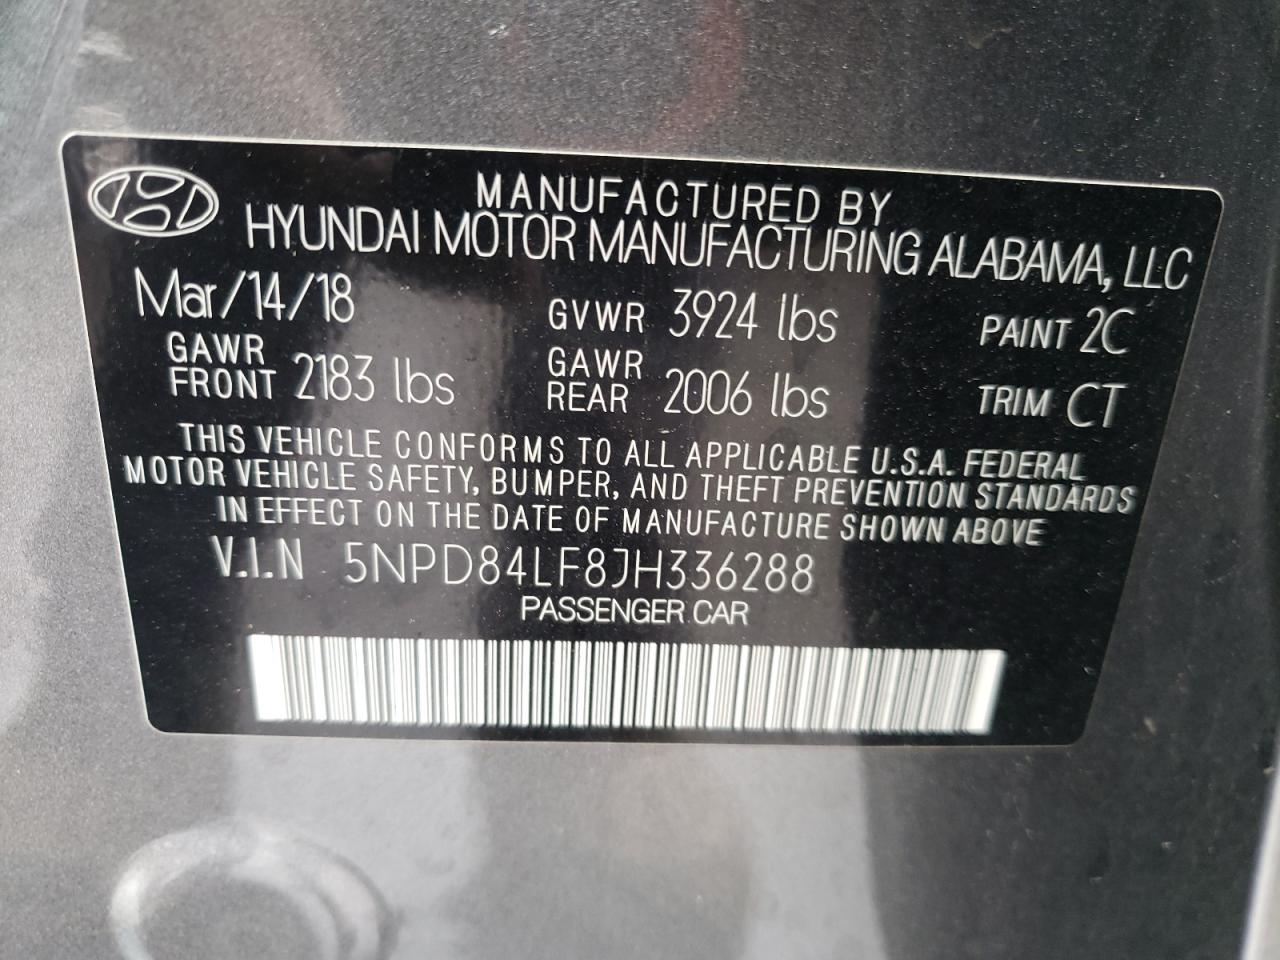 MANUFACTURED BY
HYUNDAI MOTOR MANUFACTURING ALABAMA, LLC
Mar/14/18 GVWR 3924 lbs PAINT 2C
GAWR FRONT 2183 lbs GAWR REAR 2006 lbs TRIM CT
THIS VEHICLE CONFORMS TO ALL APPLICABLE U.S.A. FEDERAL
MOTOR VEHICLE SAFETY, BUMPER, AND THEFT PREVENTION STANDARDS
IN EFFECT ON THE DATE OF MANUFACTURE SHOWN ABOVE
V.I.N 5NPD84LF8JH336288
PASSENGER CAR